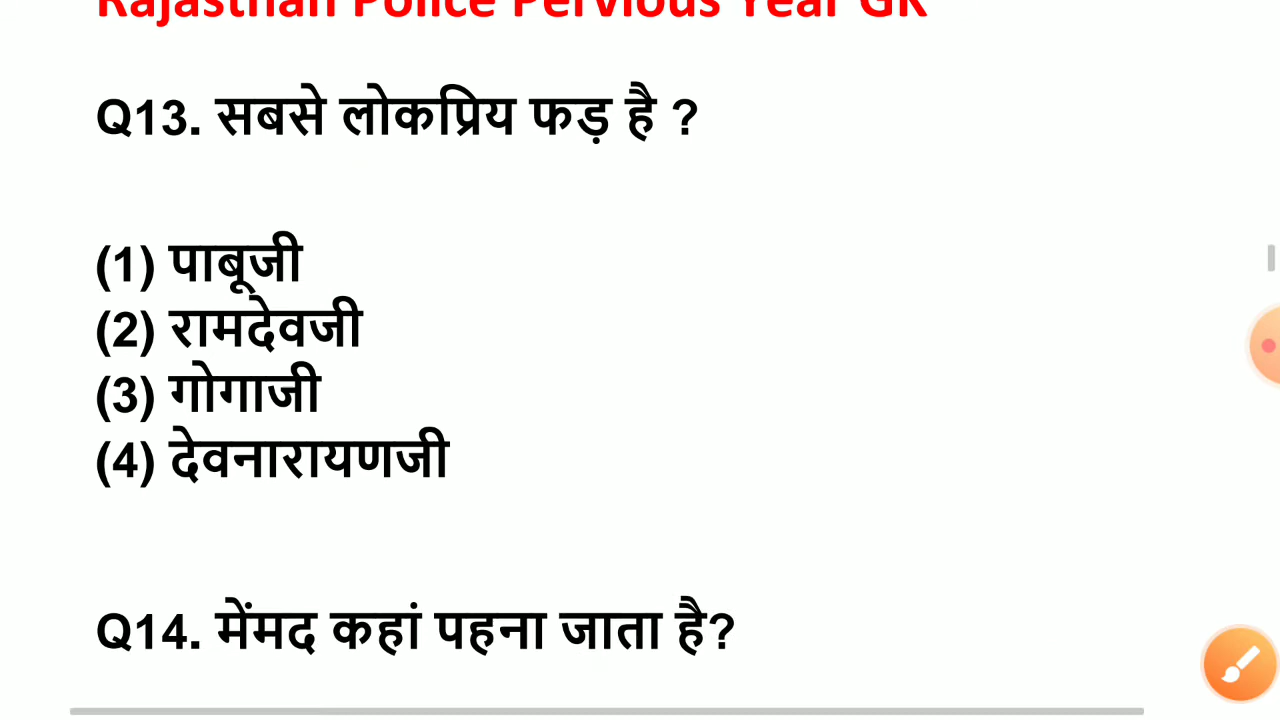 Rajasthan Police Pervious Year GK
Q13. सबसे लोकप्रिय फड़ है ?
(1) पाबूजी
(2) रामदेवजी
(3) गोगाजी
(4) देवनारायणजी
Q14. मेंमद कहां पहना जाता है?